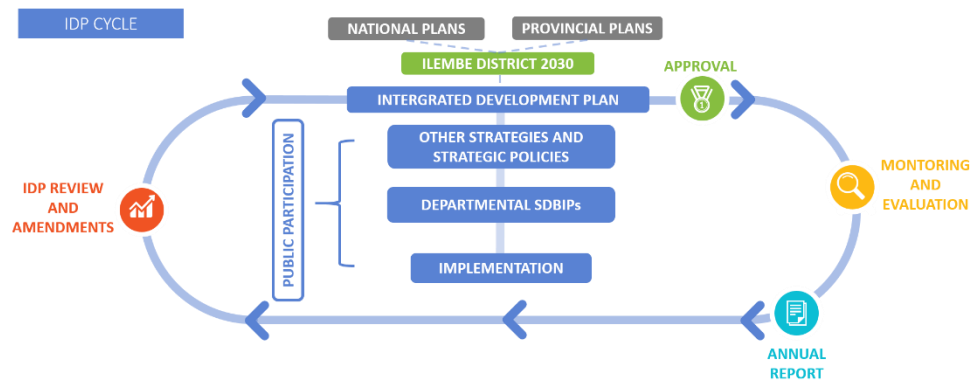 IDP CYCLE
NATIONAL PLANS
PROVINCIAL PLANS
ILEMBE DISTRICT 2030
APPROVAL
INTERGRATED DEVELOPMENT PLAN
1
OTHER STRATEGIES AND
STRATEGIC POLICIES
PUBLIC PARTICIPATION
DEPARTMENTAL SDBIPs
IMPLEMENTATION
MONTORING
AND
EVALUATION
IDP REVIEW
AND
AMENDMENTS
ANNUAL
REPORT